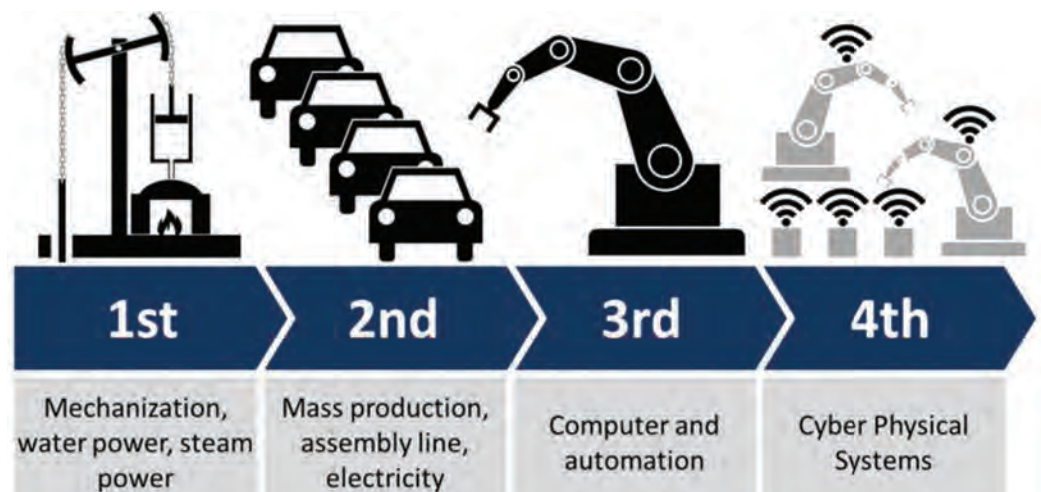 1st
2nd
3rd
4th
Mechanization,
water power, steam
power
Mass production,
assembly line,
electricity
Computer and
automation
Cyber Physical
Systems